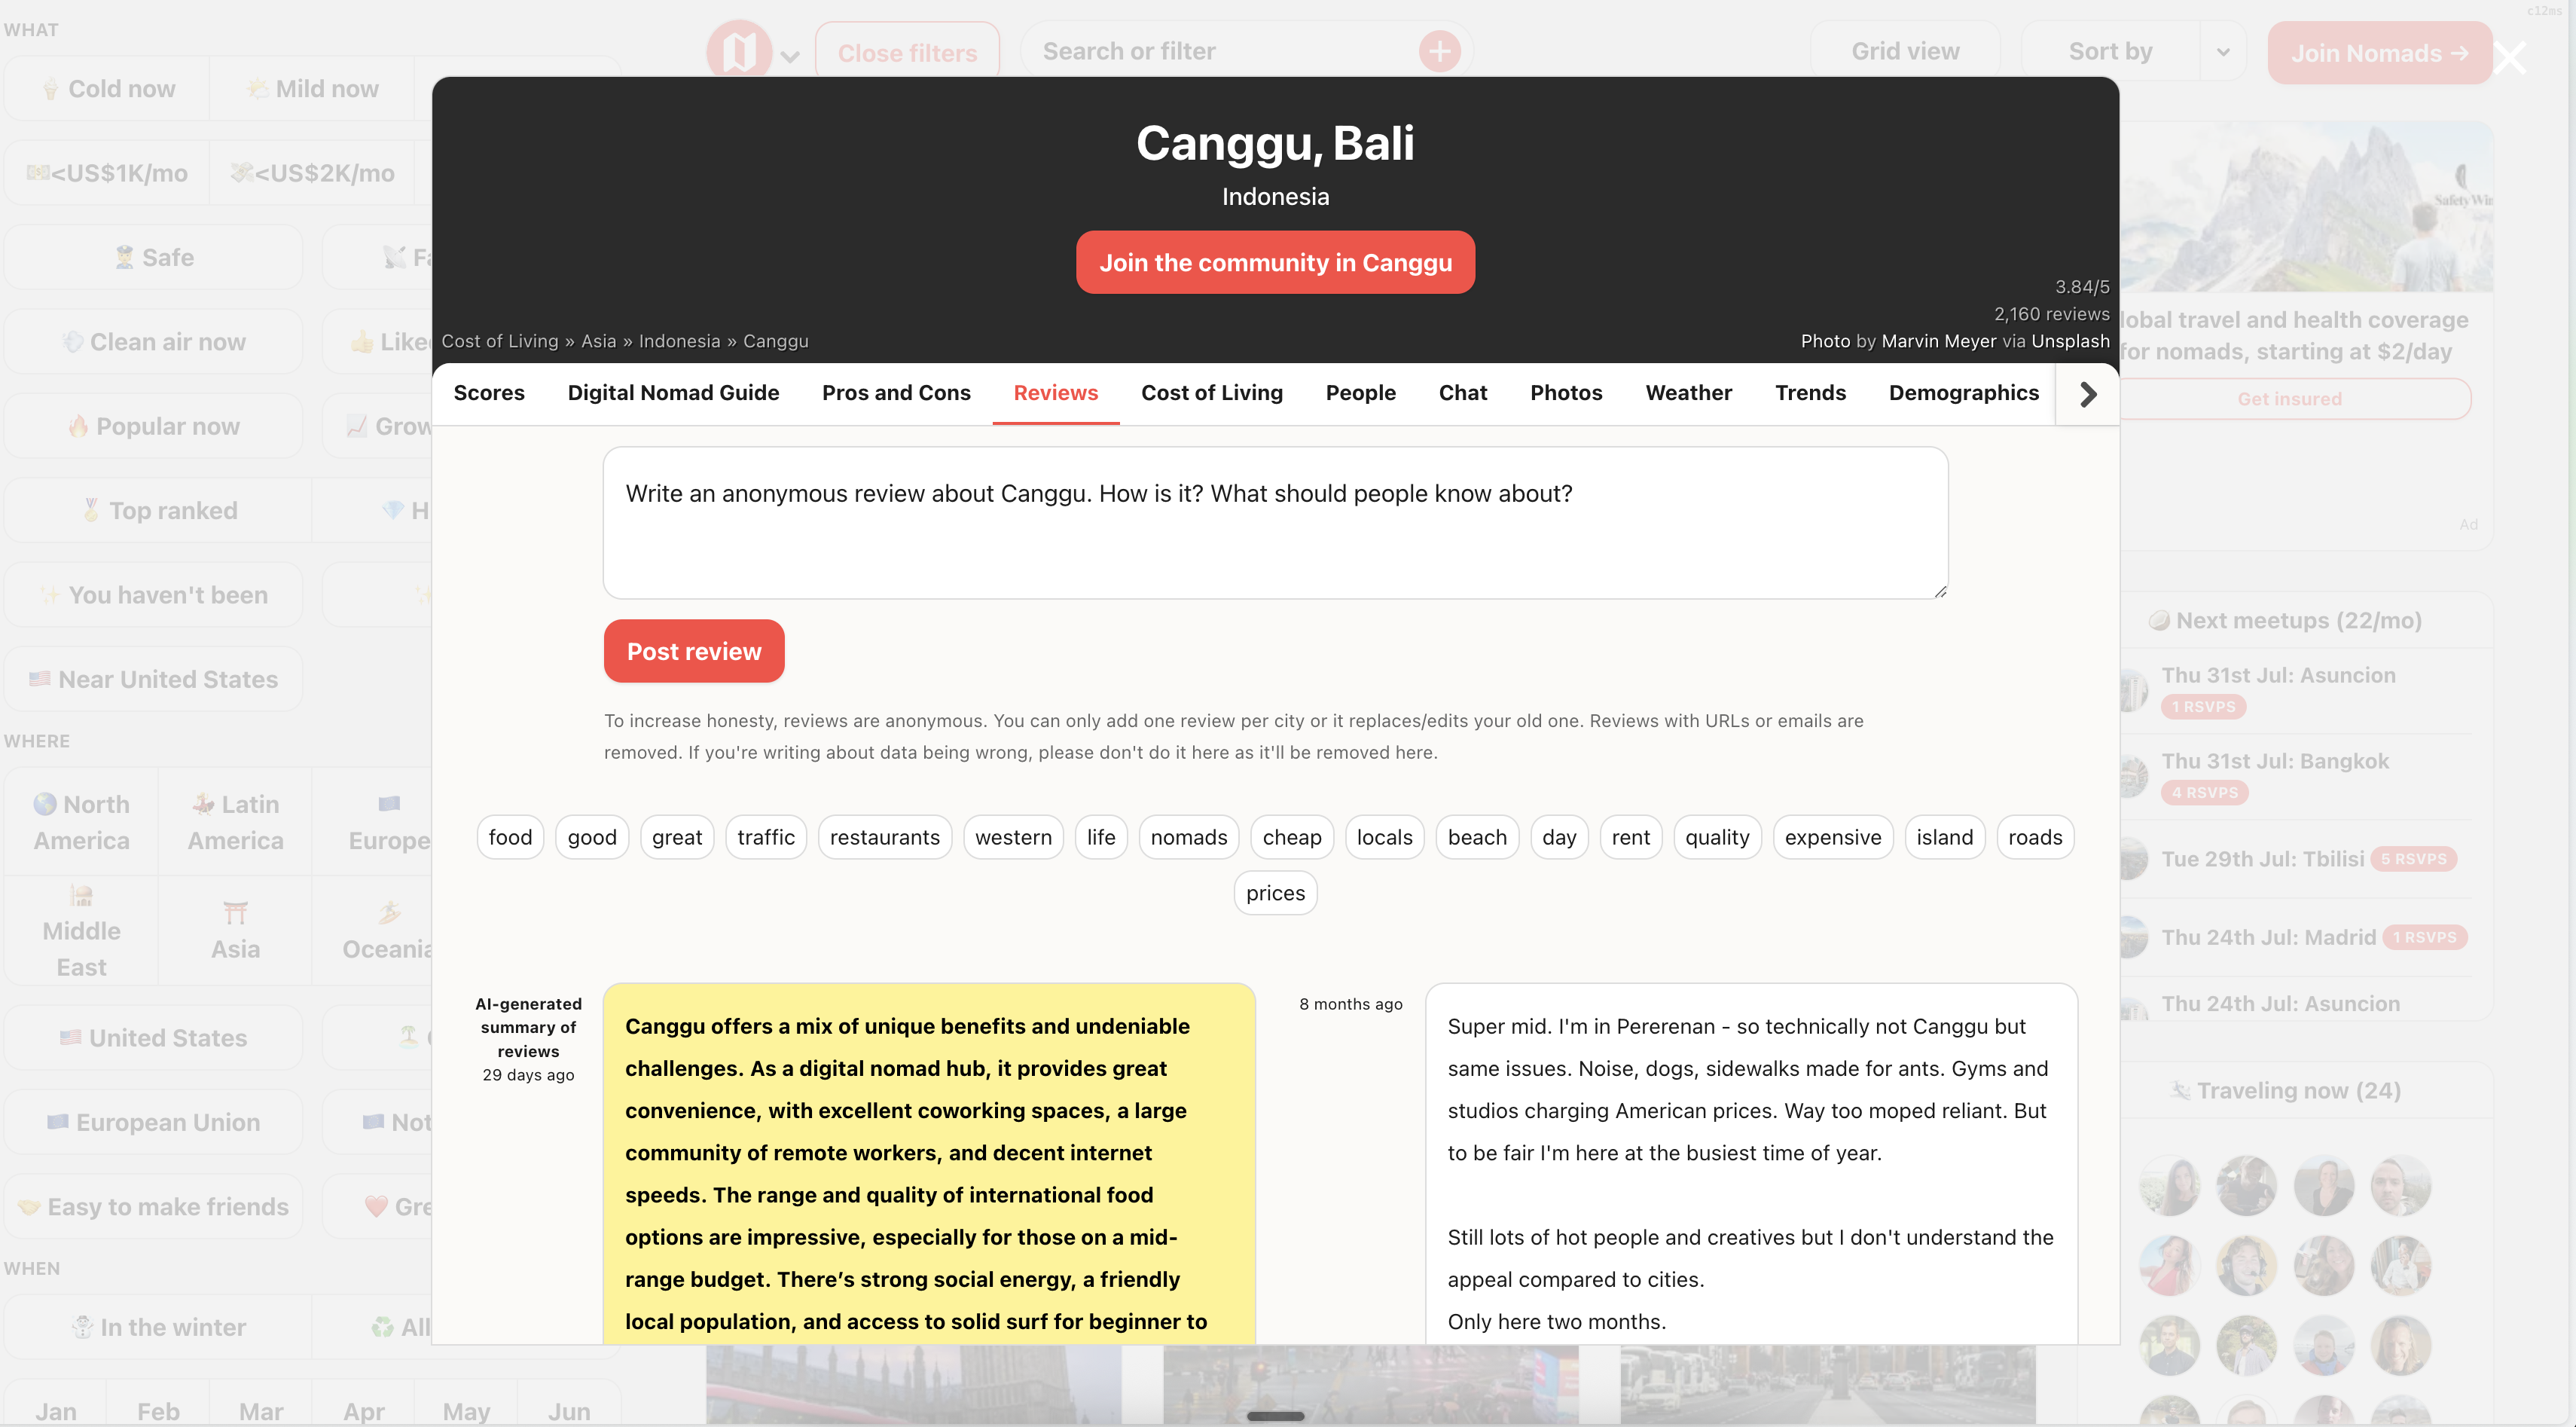 c12ms
WHAT
Cold now
Mild now
<US$1K/mo
<US$2K/mo
Safe
Clean air now
Popular now
Top ranked
You haven't been
Near United States
WHERE
North
America
Latin
America
Europe
Middle
East
Asia
Oceania
United States
European Union
Not
Easy to make friends
WHEN
In the winter
All
Jan
Feb
Mar
Apr
May
Jun
Close filters
Search or filter
Grid view
Sort by
Join Nomads →
Canggu, Bali
Indonesia
Join the community in Canggu
3.84/5
2,160 reviews
Cost of Living » Asia » Indonesia » Canggu
Photo by Marvin Meyer via Unsplash
Scores
Digital Nomad Guide
Pros and Cons
Reviews
Cost of Living
People
Chat
Photos
Weather
Trends
Demographics
Write an anonymous review about Canggu. How is it? What should people know about?
Post review
To increase honesty, reviews are anonymous. You can only add one review per city or it replaces/edits your old one. Reviews with URLs or emails are
removed. If you're writing about data being wrong, please don't do it here as it'll be removed here.
food
good
great
traffic
restaurants
western
life
nomads
cheap
locals
beach
day
rent
quality
expensive
island
roads
prices
AI-generated
summary of
reviews
29 days ago
Canggu offers a mix of unique benefits and undeniable
challenges. As a digital nomad hub, it provides great
convenience, with excellent coworking spaces, a large
community of remote workers, and decent internet
speeds. The range and quality of international food
options are impressive, especially for those on a mid-
range budget. There's strong social energy, a friendly
local population, and access to solid surf for beginner to
8 months ago
Super mid. I'm in Pererenan - so technically not Canggu but
same issues. Noise, dogs, sidewalks made for ants. Gyms and
studios charging American prices. Way too moped reliant. But
to be fair I'm here at the busiest time of year.
Still lots of hot people and creatives but I don't understand the
appeal compared to cities.
Only here two months.
lobal travel and health coverage
for nomads, starting at $2/day
Get insured
Ad
Next meetups (22/mo)
Thu 31st Jul: Asuncion
1 RSVPS
Thu 31st Jul: Bangkok
4 RSVPS
Tue 29th Jul: Tbilisi 5 RSVPS
Thu 24th Jul: Madrid 1 RSVPS
Thu 24th Jul: Asuncion
Traveling now (24)